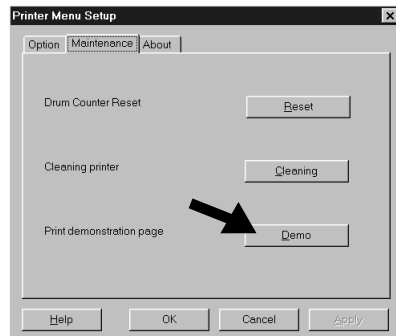 Printer Menu Setup
Option Maintenance About
Drum Counter Reset Reset
Cleaning printer Cleaning
Print demonstration page Demo
Help OK Cancel Apply